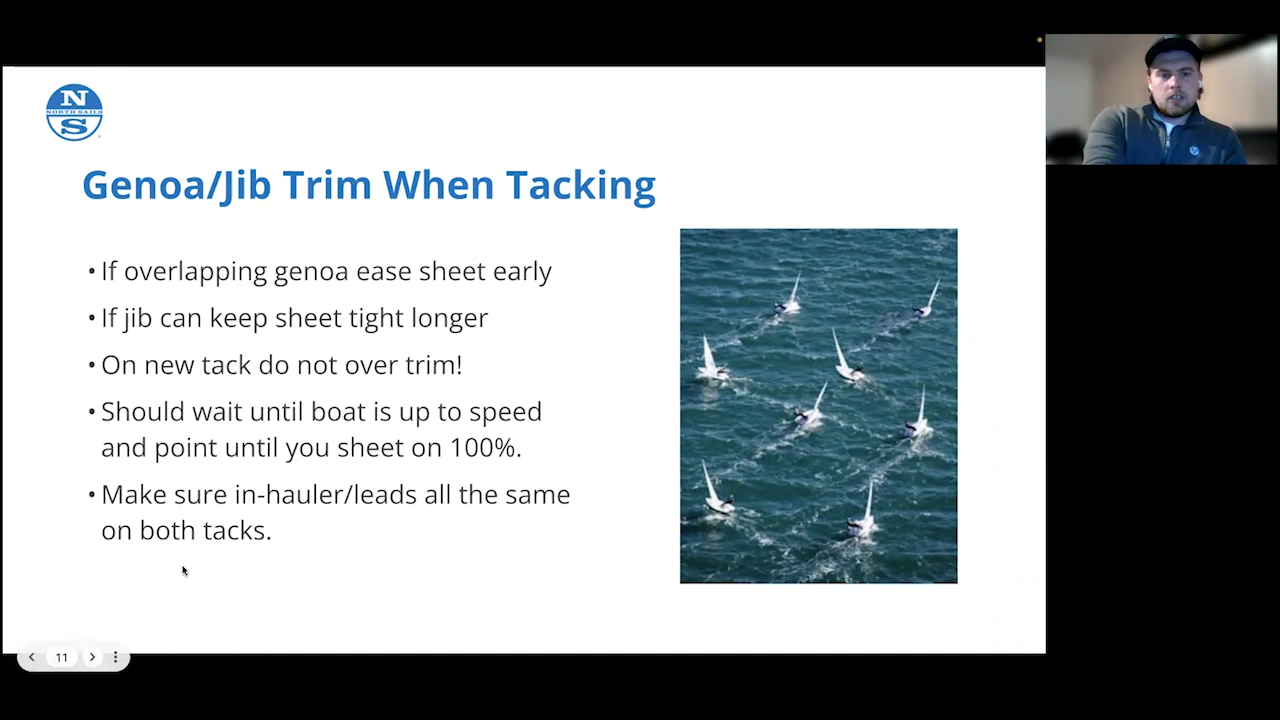 N
NORTH SAILS
S
Genoa/Jib Trim When Tacking
• If overlapping genoa ease sheet early
• If jib can keep sheet tight longer
• On new tack do not over trim!
• Should wait until boat is up to speed
and point until you sheet on 100%.
• Make sure in-hauler/leads all the same
on both tacks.
11